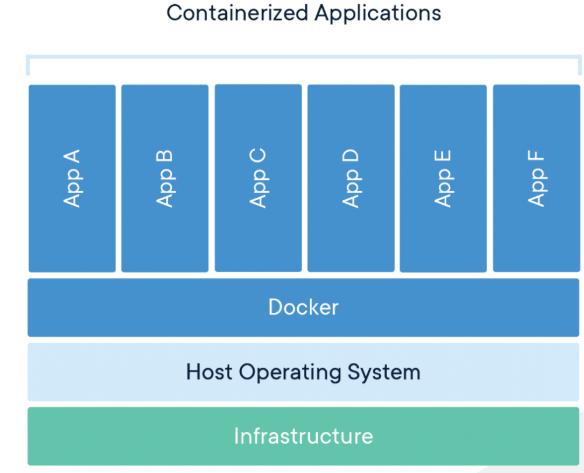 Containerized Applications
App A
App B
App C
App D
App E
App F
Docker
Host Operating System
Infrastructure